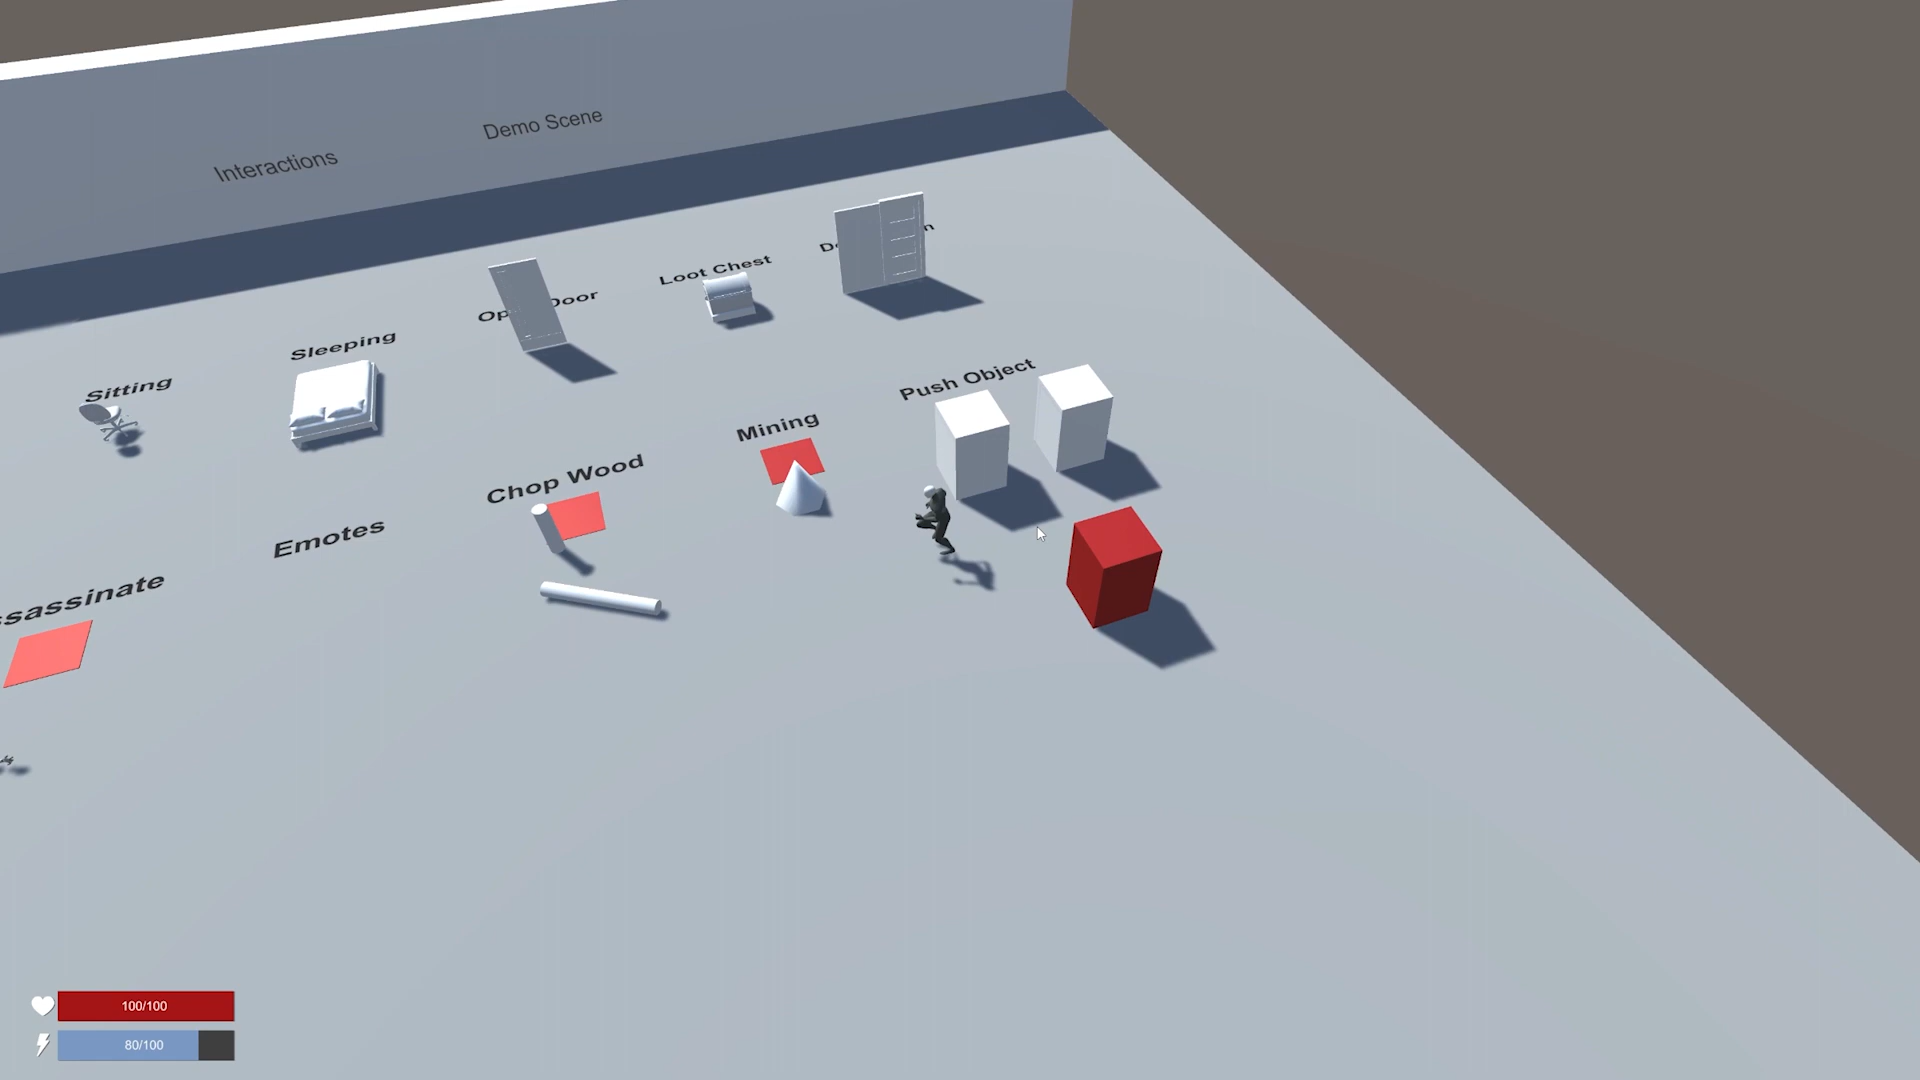 Demo Scene
Interactions
Loot Chest
Sleeping
Sitting
Push Object
Mining
Chop Wood
Emotes
100/100
80/100